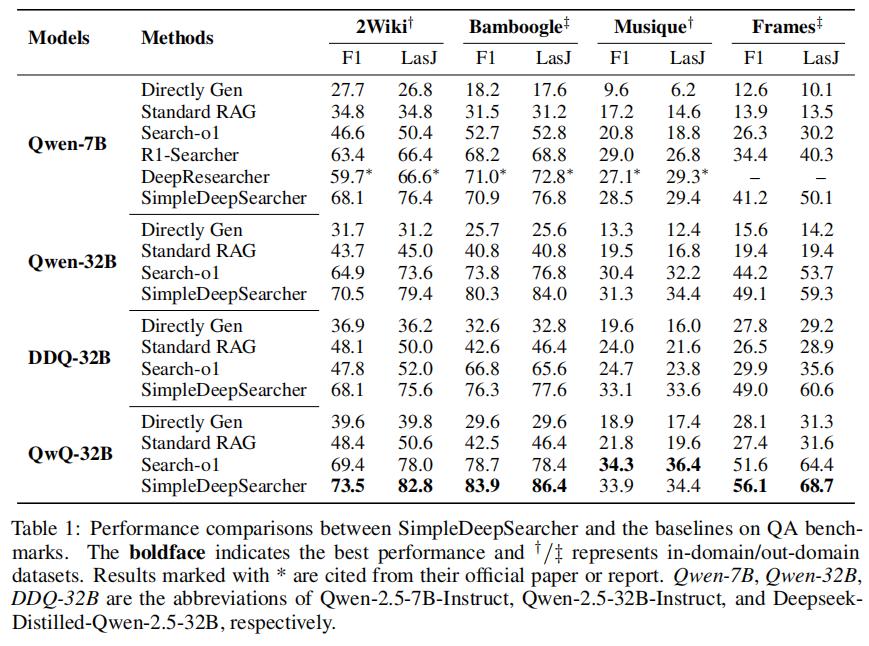 Models Methods 2Wiki† Bamboogle‡ Musique† Frames‡
F1 LasJ F1 LasJ F1 LasJ F1 LasJ
Qwen-7B
Directly Gen 27.7 26.8 18.2 17.6 9.6 6.2 12.6 10.1
Standard RAG 34.8 34.8 31.5 31.2 17.2 14.6 13.9 13.5
Search-o1 46.6 50.4 52.7 52.8 20.8 18.8 26.3 30.2
R1-Searcher 63.4 66.4 68.2 68.8 29.0 26.8 34.4 40.3
DeepResearcher 59.7* 66.6* 71.0* 72.8* 27.1* 29.3* – –
SimpleDeepSearcher 68.1 76.4 70.9 76.8 28.5 29.4 41.2 50.1
Qwen-32B
Directly Gen 31.7 31.2 25.7 25.6 13.3 12.4 15.6 14.2
Standard RAG 43.7 45.0 40.8 40.8 19.5 16.8 19.4 19.4
Search-o1 64.9 73.6 73.8 76.8 30.4 32.2 44.2 53.7
SimpleDeepSearcher 70.5 79.4 80.3 84.0 31.3 34.4 49.1 59.3
DDQ-32B
Directly Gen 36.9 36.2 32.6 32.8 19.6 16.0 27.8 29.2
Standard RAG 48.1 50.0 42.6 46.4 24.0 21.6 26.5 28.9
Search-o1 47.8 52.0 66.8 65.6 24.7 23.8 29.9 35.6
SimpleDeepSearcher 68.1 75.6 76.3 77.6 33.1 33.6 49.0 60.6
QwQ-32B
Directly Gen 39.6 39.8 29.6 29.6 18.9 17.4 28.1 31.3
Standard RAG 48.4 50.6 42.5 46.4 21.8 19.6 27.4 31.6
Search-o1 69.4 78.0 78.7 78.4 34.3 36.4 51.6 64.4
SimpleDeepSearcher 73.5 82.8 83.9 86.4 33.9 34.4 56.1 68.7
Table 1: Performance comparisons between SimpleDeepSearcher and the baselines on QA bench-
marks. The boldface indicates the best performance and †/‡ represents in-domain/out-domain
datasets. Results marked with * are cited from their official paper or report. Qwen-7B, Qwen-32B,
DDQ-32B are the abbreviations of Qwen-2.5-7B-Instruct, Qwen-2.5-32B-Instruct, and Deepseek-
Distilled-Qwen-2.5-32B, respectively.